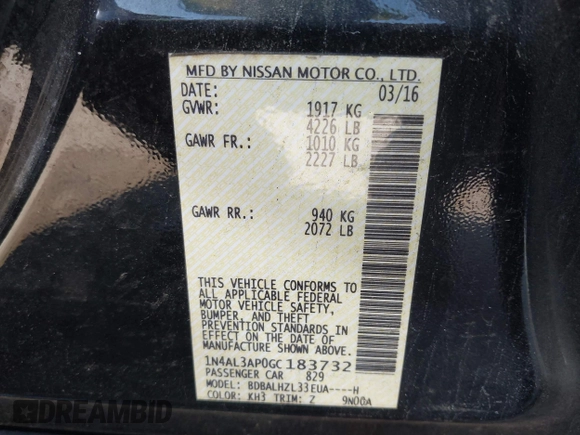 MFD BY NISSAN MOTOR CO., LTD.
DATE: 03/16
GVWR: 1917 KG
4226 LB
GAWR FR.: 1010 KG
2227 LB
GAWR RR.: 940 KG
2072 LB
THIS VEHICLE CONFORMS TO
ALL APPLICABLE FEDERAL
MOTOR VEHICLE SAFETY,
BUMPER, AND THEFT
PREVENTION STANDARDS IN
EFFECT ON THE DATE OF
MANUFACTURE SHOWN ABOVE.
1N4AL3AP0GC183732
PASSENGER CAR 829
MODEL: BDBALHZL33EUA----H
COLOR: KH3 TRIM: Z 9N00A
DREAMBID